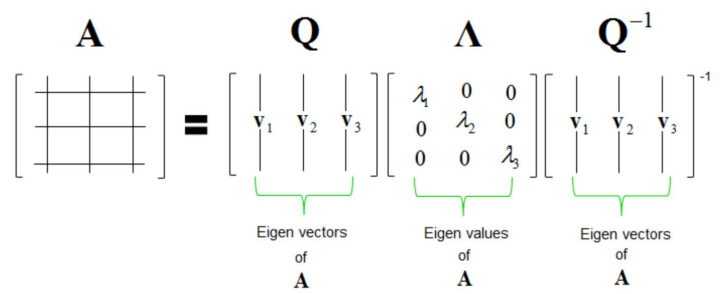 A Q Λ Q⁻¹
= v₁ v₂ v₃ λ₁ 0 0 v₁ v₂ v₃ -1
0 λ₂ 0
0 0 λ₃
Eigen vectors Eigen values Eigen vectors
of of of
A A A